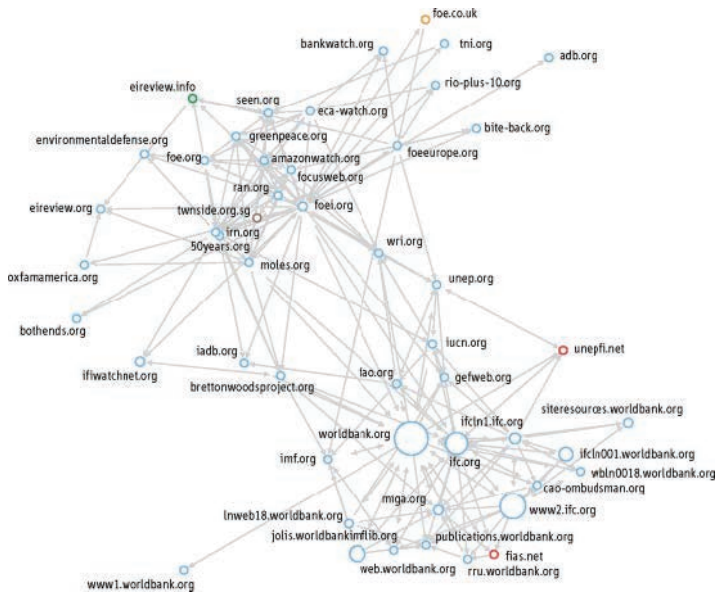 foe.co.uk
bankwatch.org
tni.org
adb.org
eireview.info
rio-plus-10.org
seen.org
eca-watch.org
environmentaldefense.org
greenpeace.org
bite-back.org
foeeurope.org
foe.org
amazonwatch.org
focusweb.org
ran.org
eireview.org
twnside.org.sg
foei.org
irn.org
50years.org
wri.org
moles.org
oxfamamerica.org
unep.org
bothends.org
iucn.org
unepfi.net
iadb.org
ifiwatchnet.org
brettonwoodsproject.org
fao.org
gefweb.org
siteresources.worldbank.org
ifcln1.ifc.org
worldbank.org
ifc.org
ifcln001.worldbank.org
imf.org
wbln0018.worldbank.org
cao-ombudsman.org
miga.org
www2.ifc.org
lnweb18.worldbank.org
jolis.worldbankimflib.org
publications.worldbank.org
fias.net
web.worldbank.org
rru.worldbank.org
www1.worldbank.org